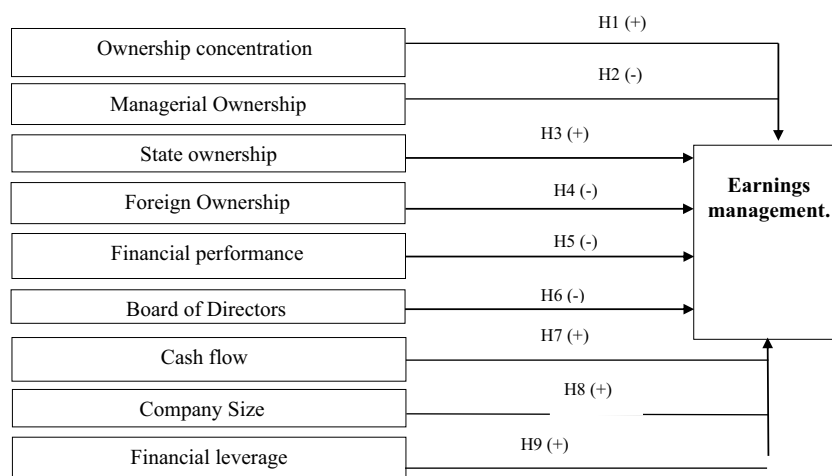 Ownership concentration
H1 (+)
Managerial Ownership
H2 (-)
State ownership
H3 (+)
Foreign Ownership
H4 (-)
Financial performance
H5 (-)
Board of Directors
H6 (-)
Cash flow
H7 (+)
Company Size
H8 (+)
Financial leverage
H9 (+)
Earnings
management.